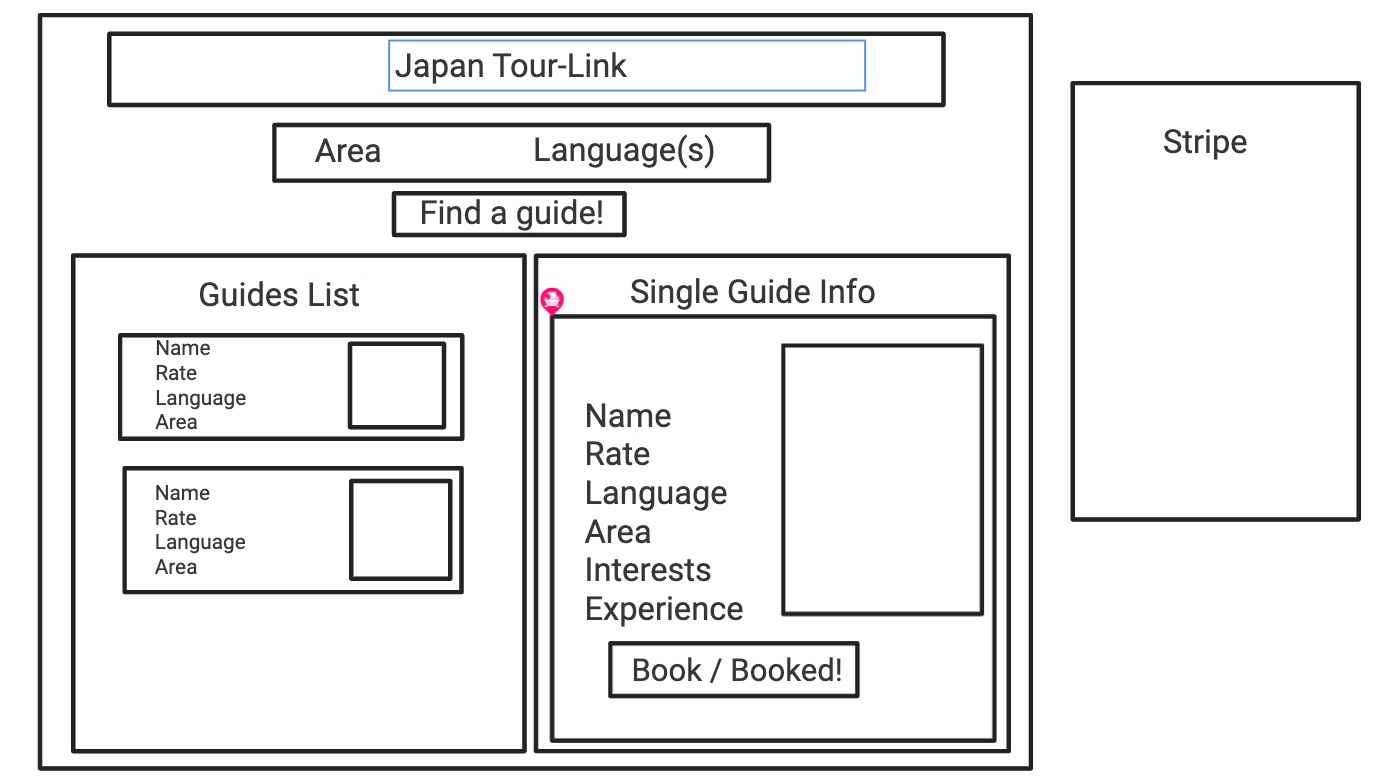 Japan Tour-Link
Area Language(s)
Find a guide!
Guides List
Name
Rate
Language
Area
Name
Rate
Language
Area
Single Guide Info
Name
Rate
Language
Area
Interests
Experience
Book / Booked!
Stripe